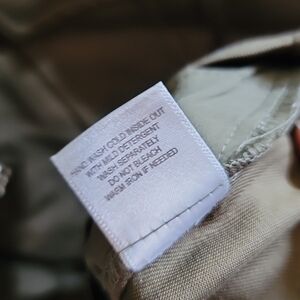 HAND WASH COLD INSIDE OUT
WITH MILD DETERGENT
WASH SEPARATELY
DO NOT BLEACH
WARM IRON IF NEEDED